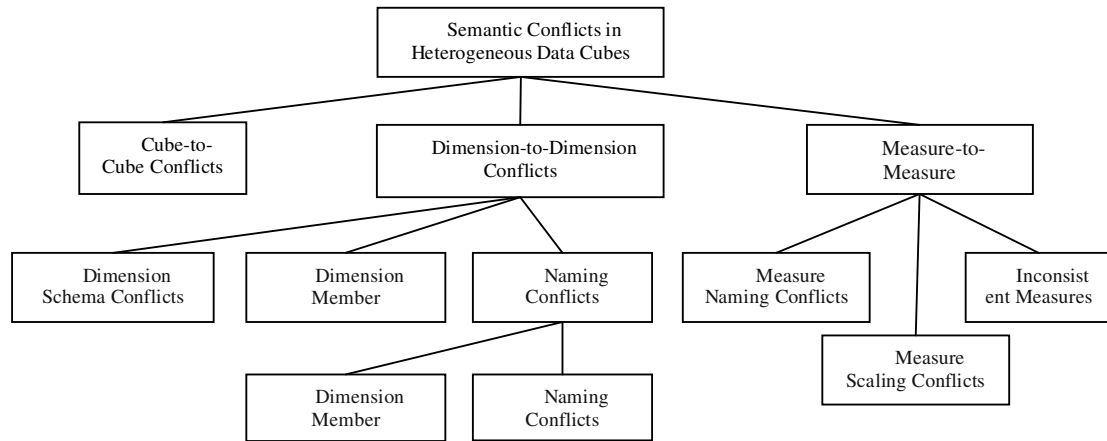 Semantic Conflicts in
Heterogeneous Data Cubes
Cube-to-
Cube Conflicts
Dimension-to-Dimension
Conflicts
Measure-to-
Measure
Dimension
Schema Conflicts
Dimension
Member
Naming
Conflicts
Measure
Naming Conflicts
Inconsist
ent Measures
Measure
Scaling Conflicts
Dimension
Member
Naming
Conflicts